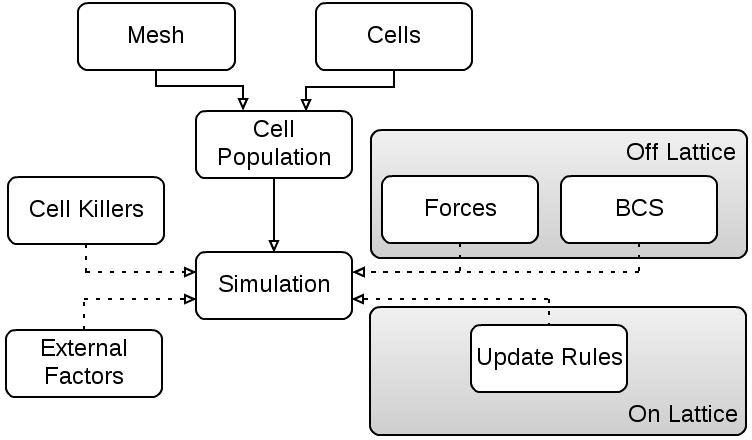 Mesh
Cells
Cell
Population
Off Lattice
Cell Killers
Forces
BCS
Simulation
External
Factors
Update Rules
On Lattice